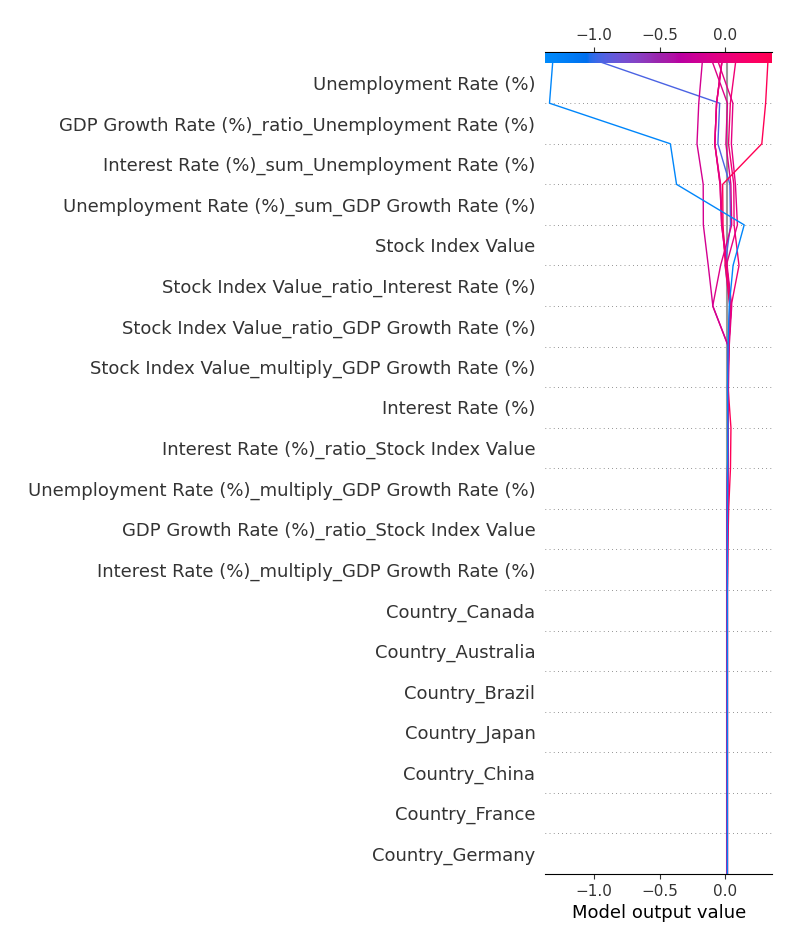 −1.0 −0.5 0.0
Unemployment Rate (%)
GDP Growth Rate (%)_ratio_Unemployment Rate (%)
Interest Rate (%)_sum_Unemployment Rate (%)
Unemployment Rate (%)_sum_GDP Growth Rate (%)
Stock Index Value
Stock Index Value_ratio_Interest Rate (%)
Stock Index Value_ratio_GDP Growth Rate (%)
Stock Index Value_multiply_GDP Growth Rate (%)
Interest Rate (%)
Interest Rate (%)_ratio_Stock Index Value
Unemployment Rate (%)_multiply_GDP Growth Rate (%)
GDP Growth Rate (%)_ratio_Stock Index Value
Interest Rate (%)_multiply_GDP Growth Rate (%)
Country_Canada
Country_Australia
Country_Brazil
Country_Japan
Country_China
Country_France
Country_Germany
−1.0 −0.5 0.0
Model output value